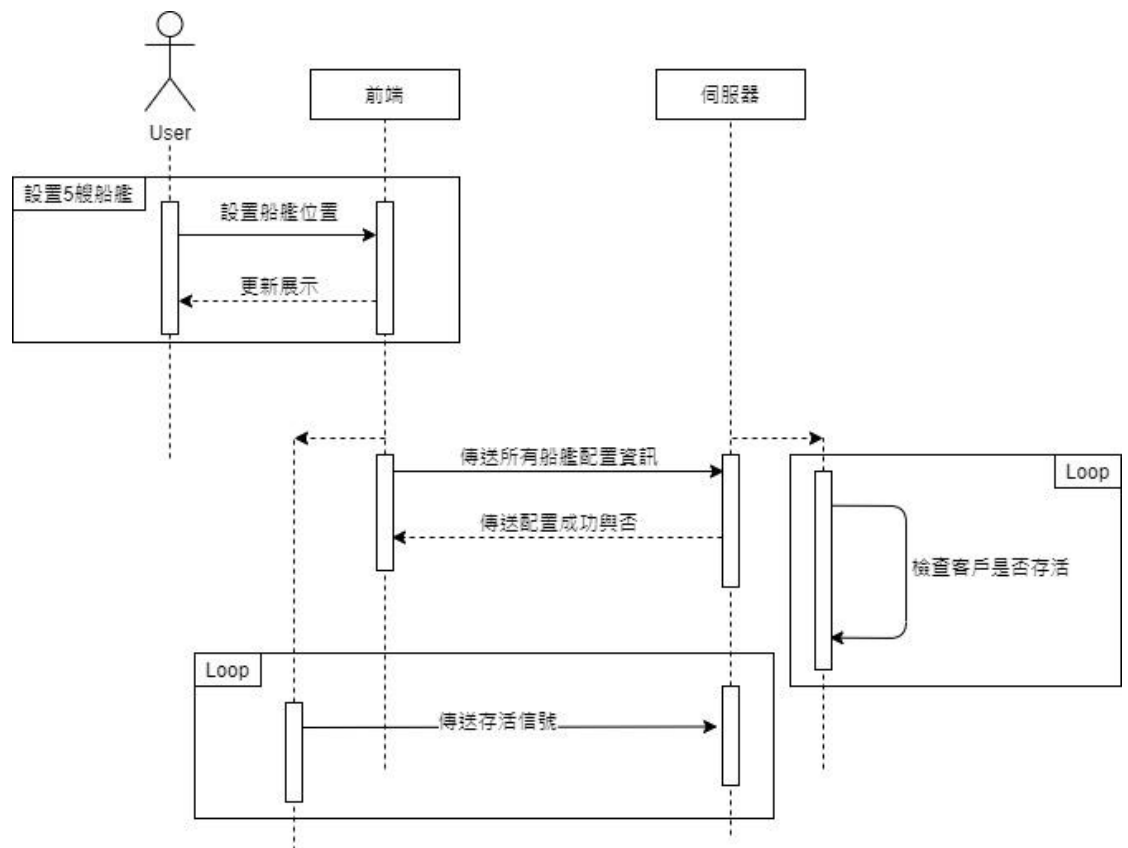 前端
伺服器
User
設置5艘船艦
設置船艦位置
更新展示
傳送所有船艦配置資訊
Loop
傳送配置成功與否
檢查客戶是否存活
Loop
傳送存活信號